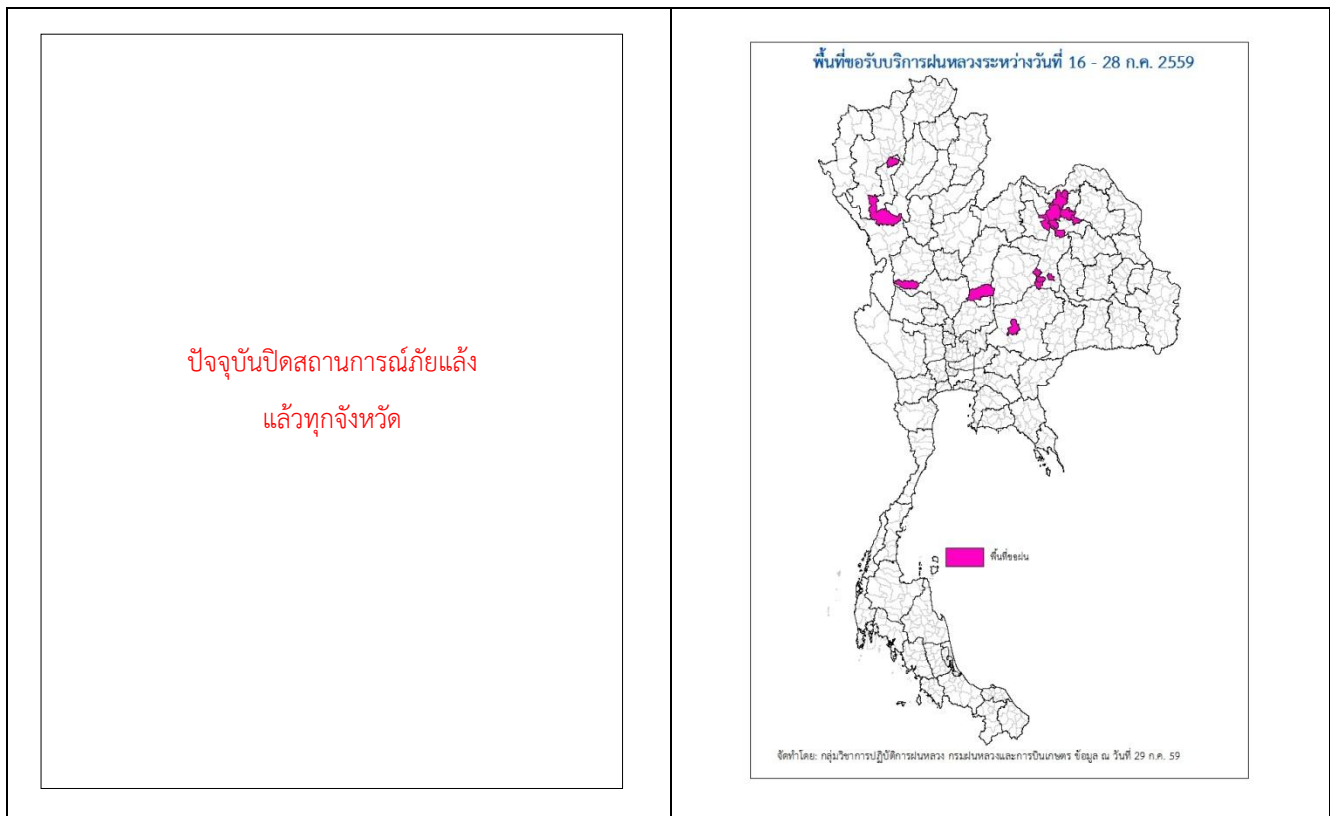 ปัจจุบันปิดสถานการณ์ภัยแล้ง
แล้วทุกจังหวัด
พื้นที่ขอรับบริการฝนหลวงระหว่างวันที่ 16 - 28 ก.ค. 2559
พื้นที่ขอฝน
จัดทำโดย: กลุ่มวิชาการปฏิบัติการฝนหลวง กรมฝนหลวงและการบินเกษตร ข้อมูล ณ วันที่ 29 ก.ค. 59